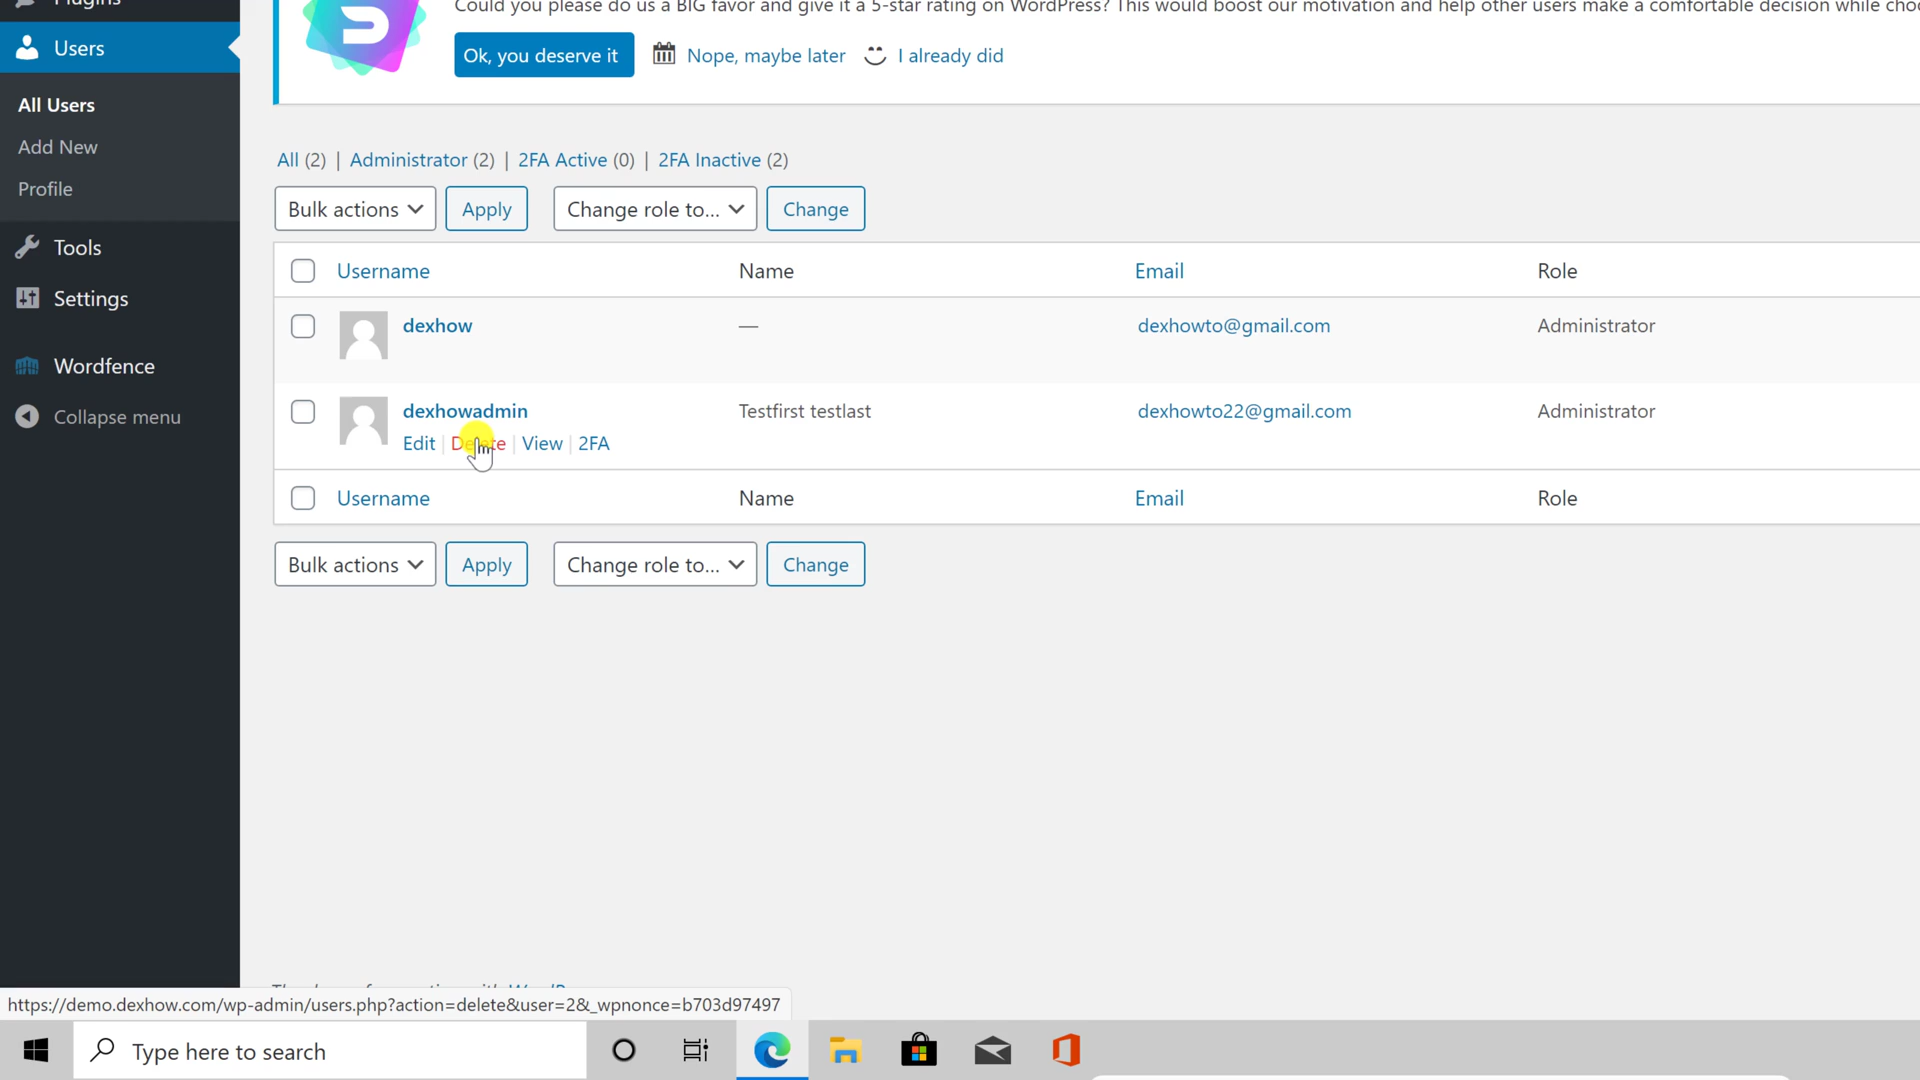 Plugins
Could you please do us a BIG favor and give it a 5-star rating on WordPress? This would boost our motivation and help other users make a comfortable decision while
Users
Ok, you deserve it Nope, maybe later I already did
All Users
Add New
Profile
All (2) | Administrator (2) | 2FA Active (0) | 2FA Inactive (2)
Bulk actions Apply Change role to... Change
Tools
Settings
Wordfence
Collapse menu
Username Name Email Role
dexhow — dexhowto@gmail.com Administrator
dexhowadmin Testfirst testlast dexhowto22@gmail.com Administrator
Edit | Delete | View | 2FA
Username Name Email Role
Bulk actions Apply Change role to... Change
https://demo.dexhow.com/wp-admin/users.php?action=delete&user=2&_wpnonce=b703d97497
Type here to search